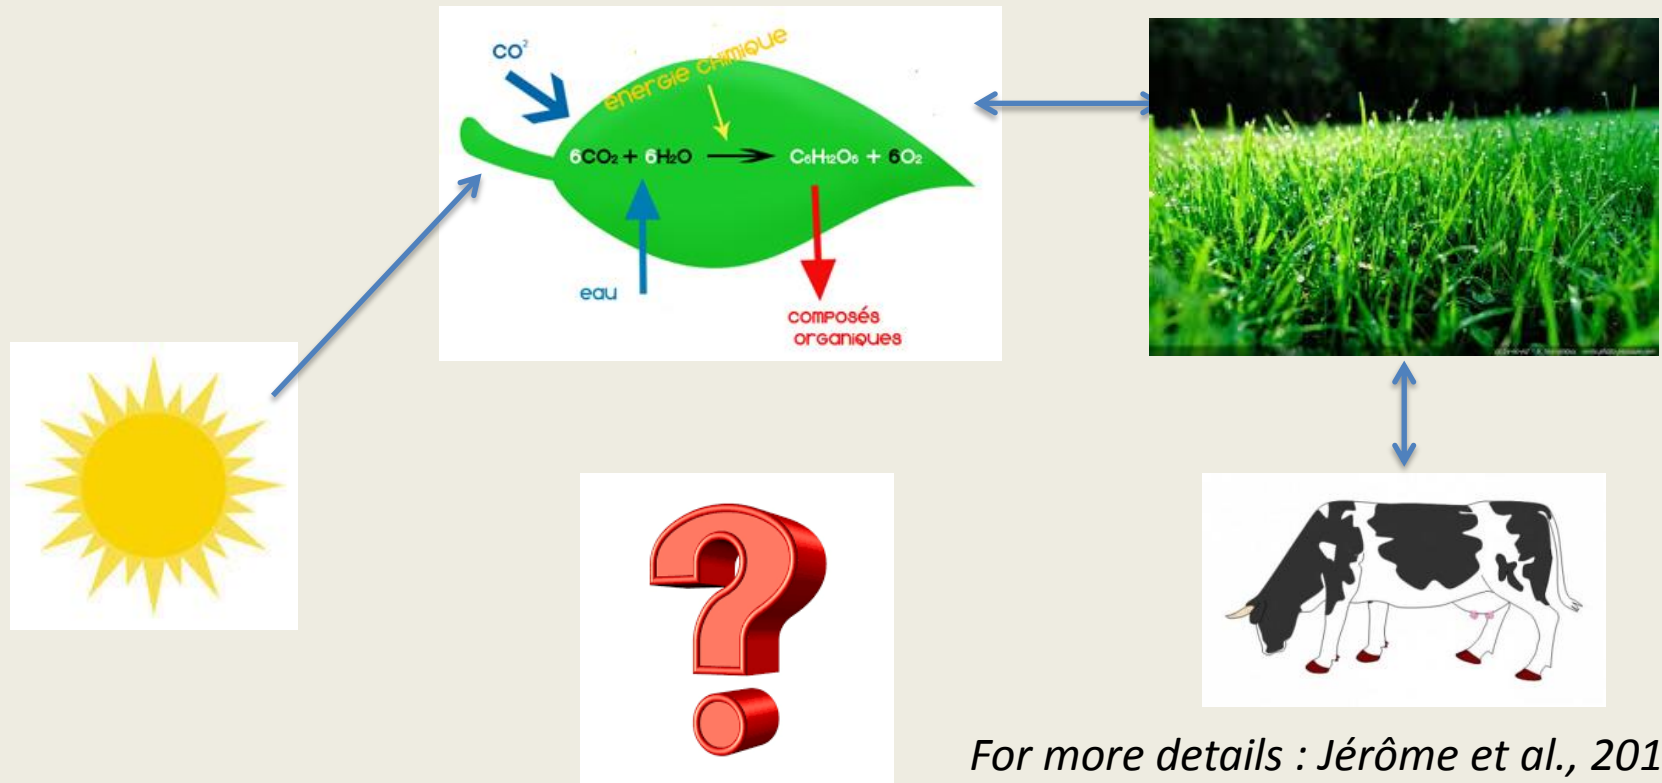 CO²
énergie chimique
6CO₂ + 6H₂O → C₆H₁₂O₆ + 6O₂
eau
composés
organiques
For more details : Jérôme et al., 201